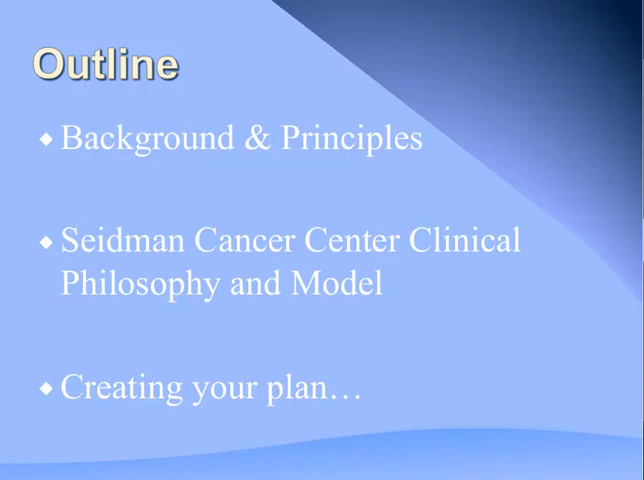 Outline
Background & Principles
Seidman Cancer Center Clinical
Philosophy and Model
Creating your plan…